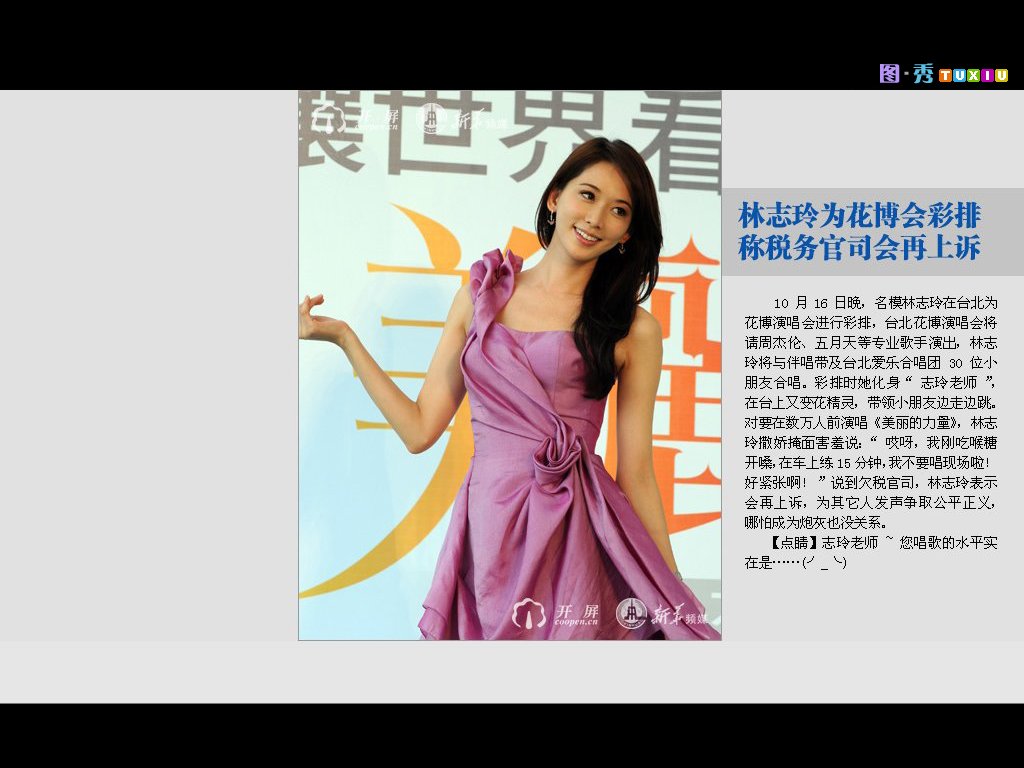 图·秀 TUXIU
讓世界看
开屏 coopen.cn 新华频媒
美
林志玲为花博会彩排
称税务官司会再上诉
10 月 16 日晚，名模林志玲在台北为
花博演唱会进行彩排，台北花博演唱会将
请周杰伦、五月天等专业歌手演出，林志
玲将与伴唱带及台北爱乐合唱团 30 位小
朋友合唱。彩排时她化身“ 志玲老师 ”，
在台上又变花精灵，带领小朋友边走边跳。
对要在数万人前演唱《美丽的力量》，林志
玲撒娇掩面害羞说：“ 哎呀，我刚吃喉糖
开嗓，在车上练 15 分钟，我不要唱现场啦！
好紧张啊！ ”说到欠税官司，林志玲表示
会再上诉，为其它人发声争取公平正义，
哪怕成为炮灰也没关系。
【点睛】志玲老师 ~ 您唱歌的水平实
在是……(╯_╰)
开屏 coopen.cn 新华频媒